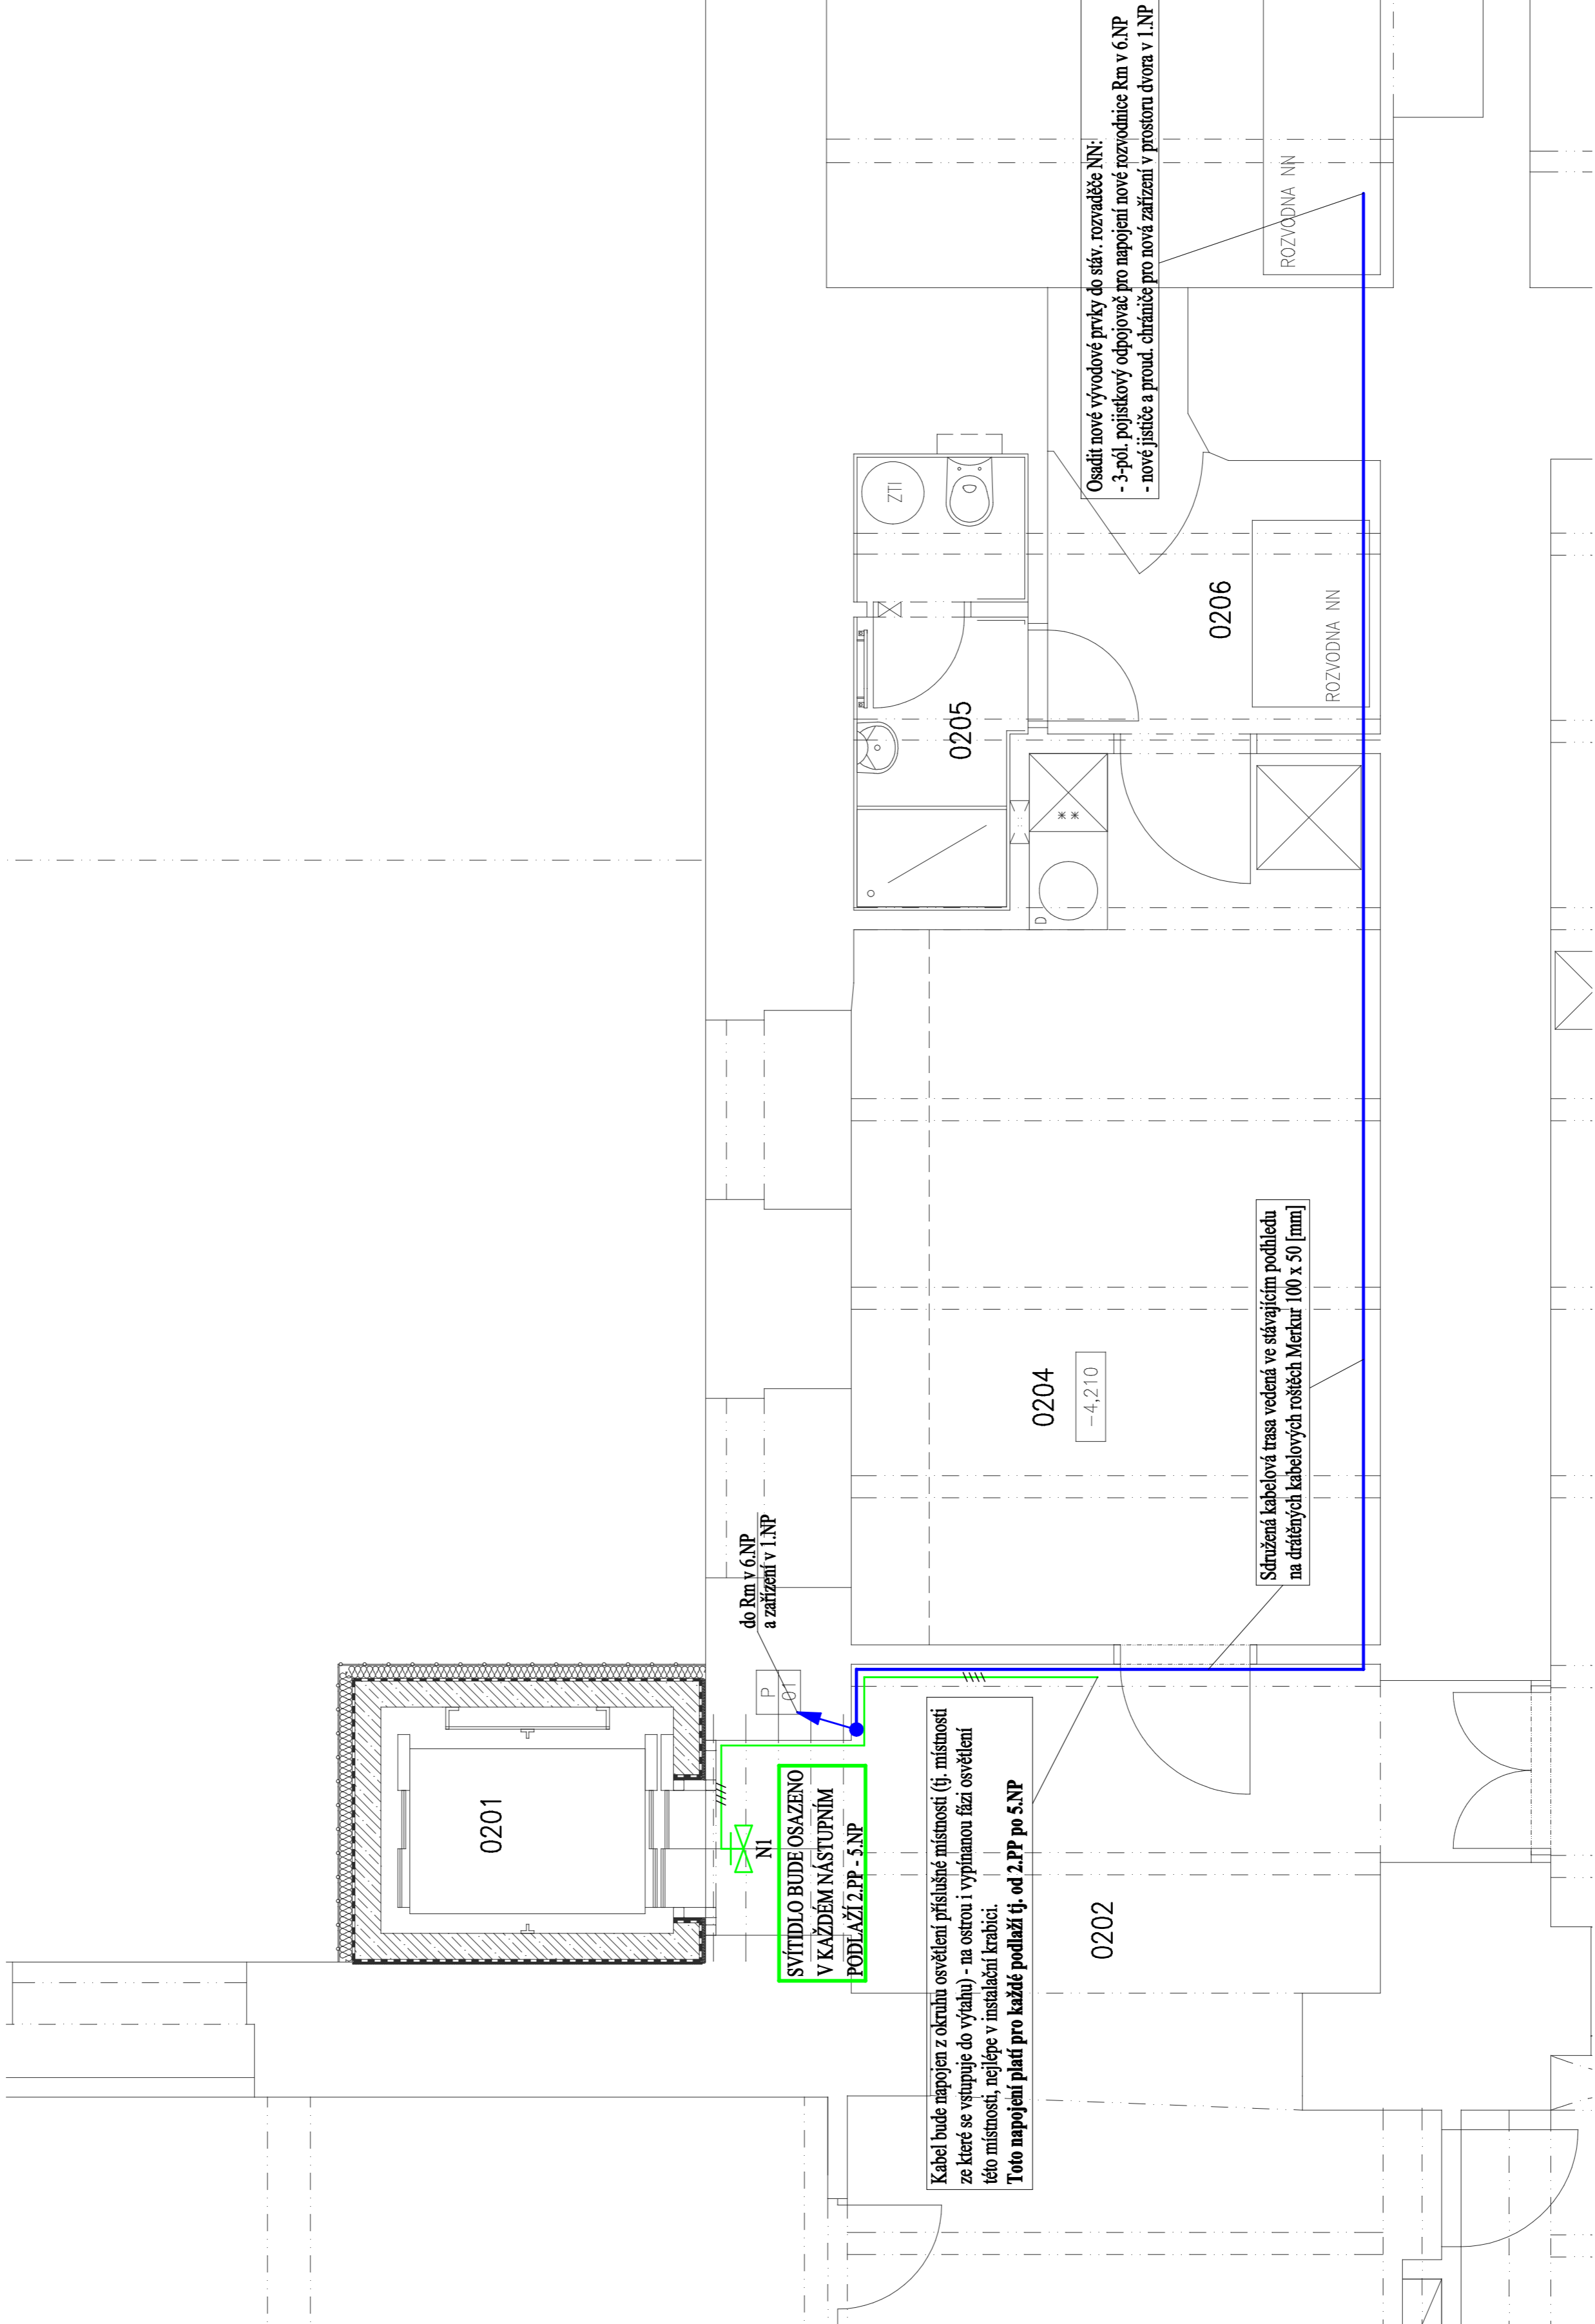 Osadit nové vývodové prvky do stáv. rozvaděče NN:
- 3-pól. pojistkový odpojovač pro napojení nové rozvodnice Rm v 6.NP
- nové jističe a proud. chrániče pro nová zařízení v prostoru dvora v 1.NP
ROZVODNA NN
ZTI
0205
0206
ROZVODNA NN
D
**
0204
-4,210
Sdružená kabelová trasa vedená ve stávajícím podhledu
na drátěných kabelových roštěch Merkur 100 x 50 [mm]
do Rm v 6.NP
a zařízení v 1.NP
P
01
0201
N1
SVÍTIDLO BUDE OSAZENO
V KAŽDÉM NÁSTUPNÍM
PODLAŽÍ 2.PP - 5.NP
Kabel bude napojen z okruhu osvětlení příslušné místnosti (tj. místnosti
ze které se vstupuje do výtahu) - na ostrou i vypínanou fázi osvětlení
této místnosti, nejlépe v instalační krabici.
Toto napojení platí pro každé podlaží tj. od 2.PP po 5.NP
0202